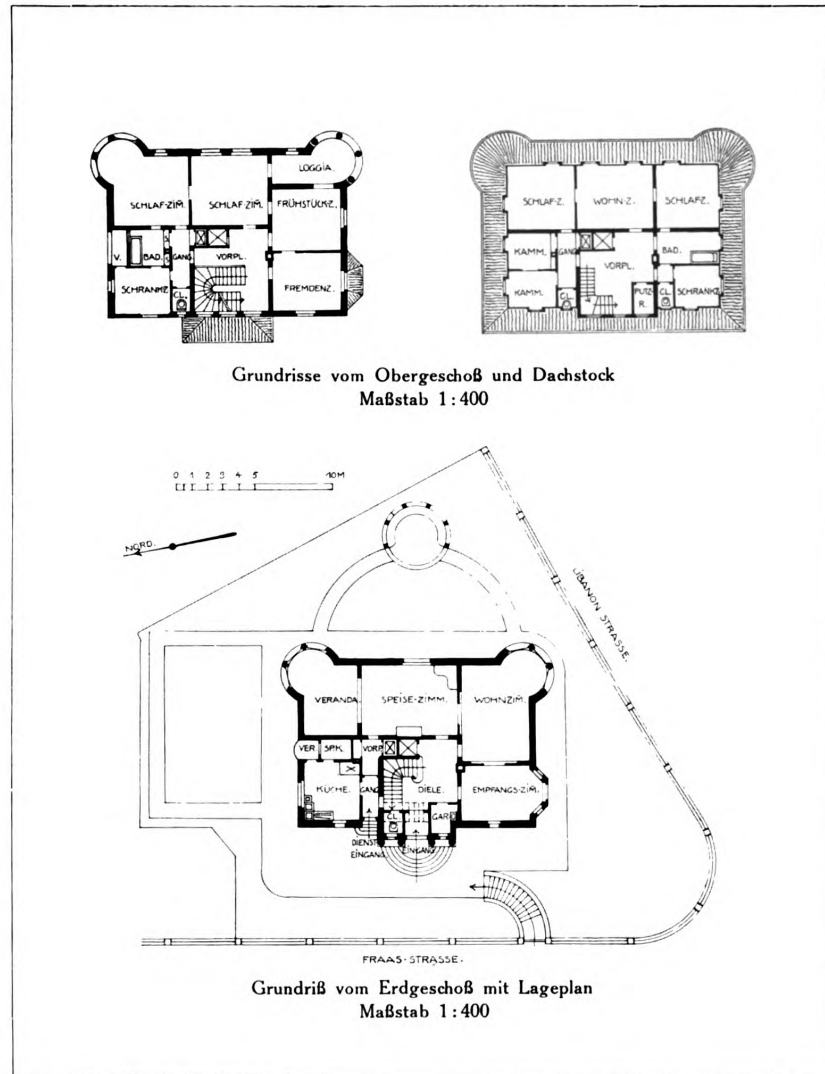 LOGGIA.
SCHLAF-ZIM. SCHLAF-ZIM. FRÜHSTÜCK-Z.
V. BAD. GANG VORPL.
SCHRANKZ. CL. FREMDENZ.
SCHLAF-Z. WOHN-Z. SCHLAF-Z.
KAMM. GANG VORPL. BAD.
KAMM. CL. PUTZ-R. CL. SCHRANKZ.
Grundrisse vom Obergeschoß und Dachstock
Maßstab 1:400
0 1 2 3 4 5 10M
NORD.
LIBANON STRASSE.
VERANDA. SPEISE-ZIMM. WOHNZIM.
VER. SP.K. VORP.
KÜCHE. GANG DIELE. EMPFANGS-ZIM.
CL. GAR.
DIENST-EINGANG. EINGANG
FRAAS-STRASSE.
Grundriß vom Erdgeschoß mit Lageplan
Maßstab 1:400